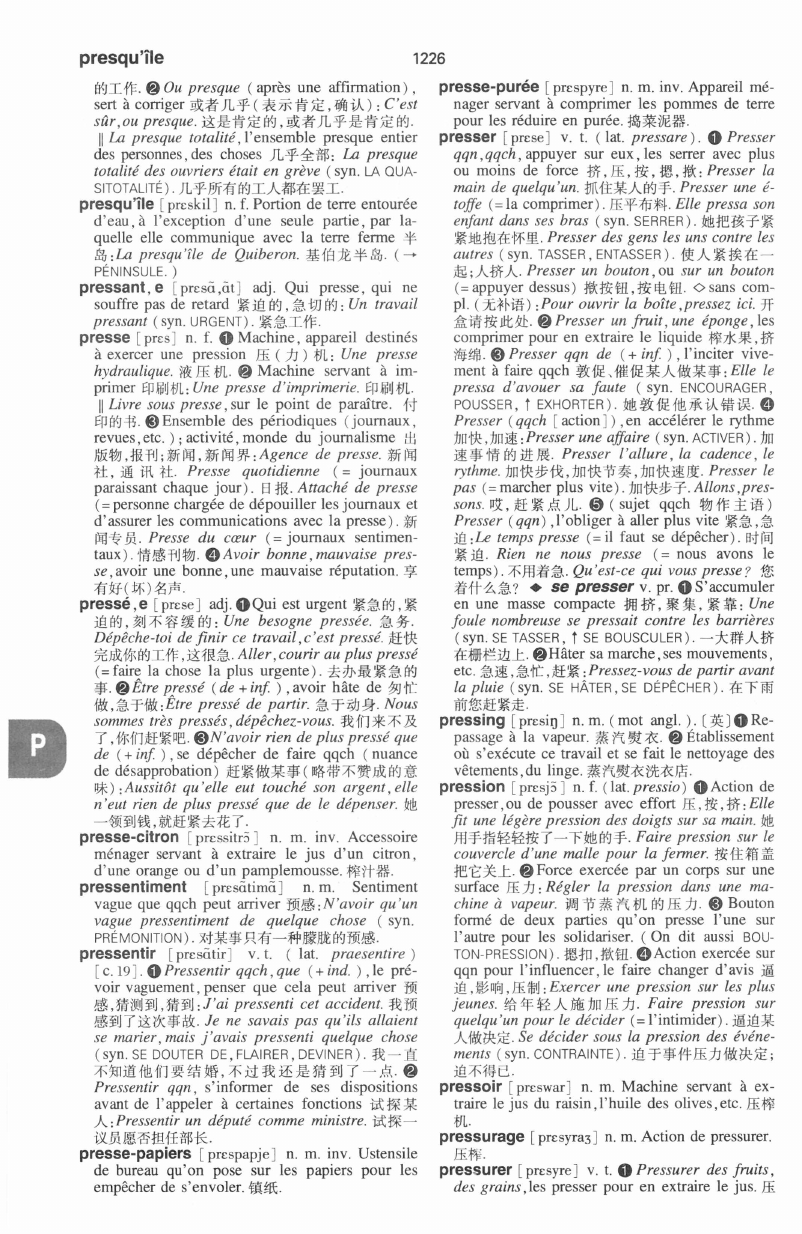 presqu'île
1226
的工作. ❷ Ou presque (après une affirmation),
sert à corriger 或者几乎(表示肯定,确认): C'est
sûr,ou presque. 这是肯定的,或者几乎是肯定的.
‖ La presque totalité, l'ensemble presque entier
des personnes,des choses 几乎全部: La presque
totalité des ouvriers était en grève (syn. LA QUA-
SITOTALITÉ). 几乎所有的工人都在罢工.
presqu'île [prɛskil] n. f. Portion de terre entourée
d'eau, à l'exception d'une seule partie, par la-
quelle elle communique avec la terre ferme 半
岛:La presqu'île de Quiberon. 基伯龙半岛. (→
PÉNINSULE. )
pressant, e [prɛsɑ̃,ɑ̃t] adj. Qui presse, qui ne
souffre pas de retard 紧迫的,急切的: Un travail
pressant (syn. URGENT). 紧急工作.
presse [prɛs] n. f. ❶ Machine, appareil destinés
à exercer une pression 压(力)机: Une presse
hydraulique. 液压机. ❷ Machine servant à im-
primer 印刷机: Une presse d'imprimerie. 印刷机.
‖ Livre sous presse, sur le point de paraître. 付
印的书. ❸ Ensemble des périodiques (journaux,
revues,etc. ); activité, monde du journalisme 出
版物,报刊;新闻,新闻界:Agence de presse. 新闻
社, 通讯社. Presse quotidienne (= journaux
paraissant chaque jour). 日报. Attaché de presse
(=personne chargée de dépouiller les journaux et
d'assurer les communications avec la presse). 新
闻专员. Presse du cœur (= journaux sentimen-
taux). 情感刊物. ❹ Avoir bonne,mauvaise pres-
se,avoir une bonne,une mauvaise réputation. 享
有好(坏)名声.
pressé,e [prɛse] adj. ❶ Qui est urgent 紧急的,紧
迫的, 刻不容缓的: Une besogne pressée. 急务.
Dépêche-toi de finir ce travail,c'est pressé. 赶快
完成你的工作,这很急. Aller,courir au plus pressé
(=faire la chose la plus urgente). 去办最紧急的
事. ❷ Être pressé (de +inf. ),avoir hâte de 匆忙
做,急于做:Être pressé de partir. 急于动身. Nous
sommes très pressés,dépêchez-vous. 我们来不及
了,你们赶紧吧. ❸ N'avoir rien de plus pressé que
de (+inf. ), se dépêcher de faire qqch (nuance
de désapprobation) 赶紧做某事(略带不赞成的意
味):Aussitôt qu'elle eut touché son argent,elle
n'eut rien de plus pressé que de le dépenser. 她
一领到钱,就赶紧去花了.
presse-citron [prɛssitrɔ̃] n. m. inv. Accessoire
ménager servant à extraire le jus d'un citron,
d'une orange ou d'un pamplemousse. 榨汁器.
pressentiment [prɛsɑ̃timɑ̃] n. m. Sentiment
vague que qqch peut arriver 预感:N'avoir qu'un
vague pressentiment de quelque chose (syn.
PRÉMONITION). 对某事只有一种朦胧的预感.
pressentir [prɛsɑ̃tir] v. t. (lat. praesentire)
[c. 19]. ❶ Pressentir qqch,que (+ind. ), le pré-
voir vaguement, penser que cela peut arriver 预
感,猜测到,猜到:J'ai pressenti cet accident. 我预
感到了这次事故. Je ne savais pas qu'ils allaient
se marier,mais j'avais pressenti quelque chose
(syn. SE DOUTER DE,FLAIRER,DEVINER). 我一直
不知道他们要结婚,不过我还是猜到了一点. ❷
Pressentir qqn, s'informer de ses dispositions
avant de l'appeler à certaines fonctions 试探某
人:Pressentir un député comme ministre. 试探一
议员愿否担任部长.
presse-papiers [prɛspapje] n. m. inv. Ustensile
de bureau qu'on pose sur les papiers pour les
empêcher de s'envoler. 镇纸.
P
presse-purée [prɛspyre] n. m. inv. Appareil mé-
nager servant à comprimer les pommes de terre
pour les réduire en purée. 捣菜泥器.
presser [prɛse] v. t. (lat. pressare). ❶ Presser
qqn,qqch, appuyer sur eux, les serrer avec plus
ou moins de force 挤,压,按,摁,揿: Presser la
main de quelqu'un. 抓住某人的手. Presser une é-
toffe (=la comprimer). 压平布料. Elle pressa son
enfant dans ses bras (syn. SERRER). 她把孩子紧
紧地抱在怀里. Presser des gens les uns contre les
autres (syn. TASSER, ENTASSER). 使人紧挨在一
起;人挤人. Presser un bouton,ou sur un bouton
(=appuyer dessus) 揿按钮,按电钮. ◇ sans com-
pl. (无补语):Pour ouvrir la boîte,pressez ici. 开
盒请按此处. ❷ Presser un fruit, une éponge, les
comprimer pour en extraire le liquide 榨水果,挤
海绵. ❸ Presser qqn de (+ inf. ), l'inciter vive-
ment à faire qqch 敦促、催促某人做某事:Elle le
pressa d'avouer sa faute ( syn. ENCOURAGER,
POUSSER, ↑ EXHORTER). 她敦促他承认错误. ❹
Presser (qqch [action]),en accélérer le rythme
加快,加速:Presser une affaire (syn. ACTIVER). 加
速事情的进展. Presser l'allure, la cadence, le
rythme. 加快步伐,加快节奏,加快速度. Presser le
pas (=marcher plus vite). 加快步子. Allons,pres-
sons. 哎,赶紧点儿. ❺ (sujet qqch 物作主语)
Presser (qqn),l'obliger à aller plus vite 紧急,急
迫:Le temps presse (=il faut se dépêcher). 时间
紧迫. Rien ne nous presse (= nous avons le
temps). 不用着急. Qu'est-ce qui vous presse? 您
着什么急? ◆ se presser v. pr. ❶ S'accumuler
en une masse compacte 拥挤,聚集,紧靠: Une
foule nombreuse se pressait contre les barrières
(syn. SE TASSER, ↑ SE BOUSCULER). 一大群人挤
在栅栏边上. ❷ Hâter sa marche,ses mouvements,
etc. 急速,急忙,赶紧:Pressez-vous de partir avant
la pluie (syn. SE HÂTER,SE DÉPÊCHER). 在下雨
前您赶紧走.
pressing [prɛsiŋ] n. m. (mot angl. ). 〔英〕❶ Re-
passage à la vapeur. 蒸汽熨衣. ❷ Établissement
où s'exécute ce travail et se fait le nettoyage des
vêtements,du linge. 蒸汽熨衣洗衣店.
pression [prɛsjɔ̃] n. f. (lat. pressio) ❶ Action de
presser,ou de pousser avec effort 压,按,挤:Elle
fit une légère pression des doigts sur sa main. 她
用手指轻轻按了一下她的手. Faire pression sur le
couvercle d'une malle pour la fermer. 按住箱盖
把它关上. ❷ Force exercée par un corps sur une
surface 压力: Régler la pression dans une ma-
chine à vapeur. 调节蒸汽机的压力. ❸ Bouton
formé de deux parties qu'on presse l'une sur
l'autre pour les solidariser. ( On dit aussi BOU-
TON-PRESSION). 摁扣,揿钮. ❹ Action exercée sur
qqn pour l'influencer, le faire changer d'avis 逼
迫,影响,压制:Exercer une pression sur les plus
jeunes. 给年轻人施加压力. Faire pression sur
quelqu'un pour le décider (=l'intimider). 逼迫某
人做决定. Se décider sous la pression des événe-
ments (syn. CONTRAINTE). 迫于事件压力做决定;
迫不得已.
pressoir [prɛswar] n. m. Machine servant à ex-
traire le jus du raisin,l'huile des olives,etc. 压榨
机.
pressurage [prɛsyraʒ] n. m. Action de pressurer.
压榨.
pressurer [prɛsyre] v. t. ❶ Pressurer des fruits,
des grains,les presser pour en extraire le jus. 压